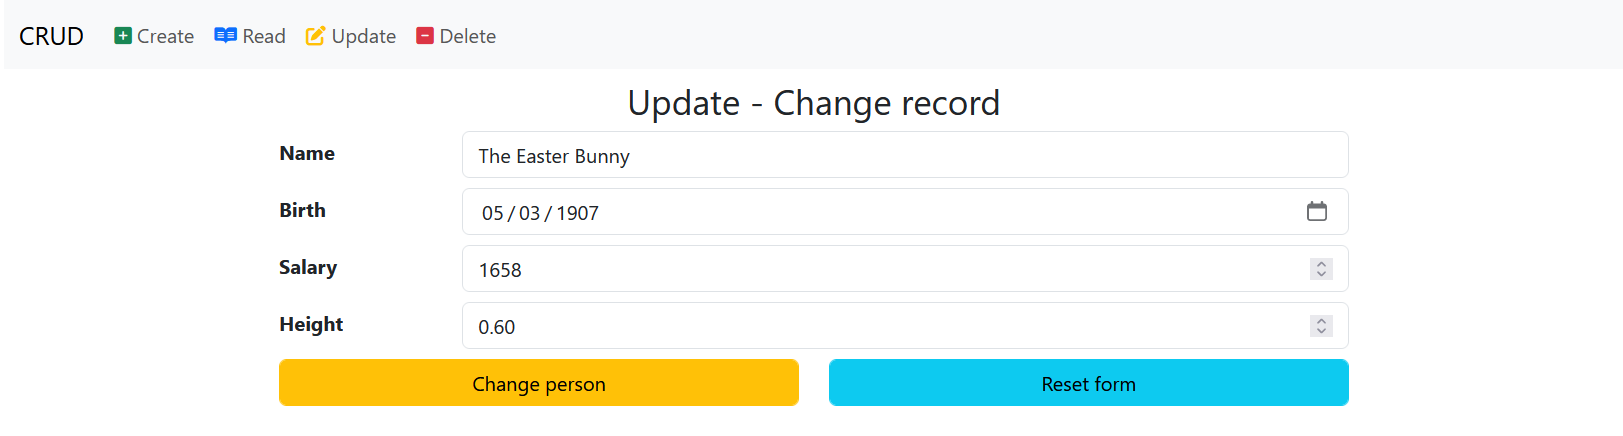 CRUD Create Read Update Delete
Update - Change record
Name The Easter Bunny
Birth 05/03/1907
Salary 1658
Height 0.60
Change person Reset form